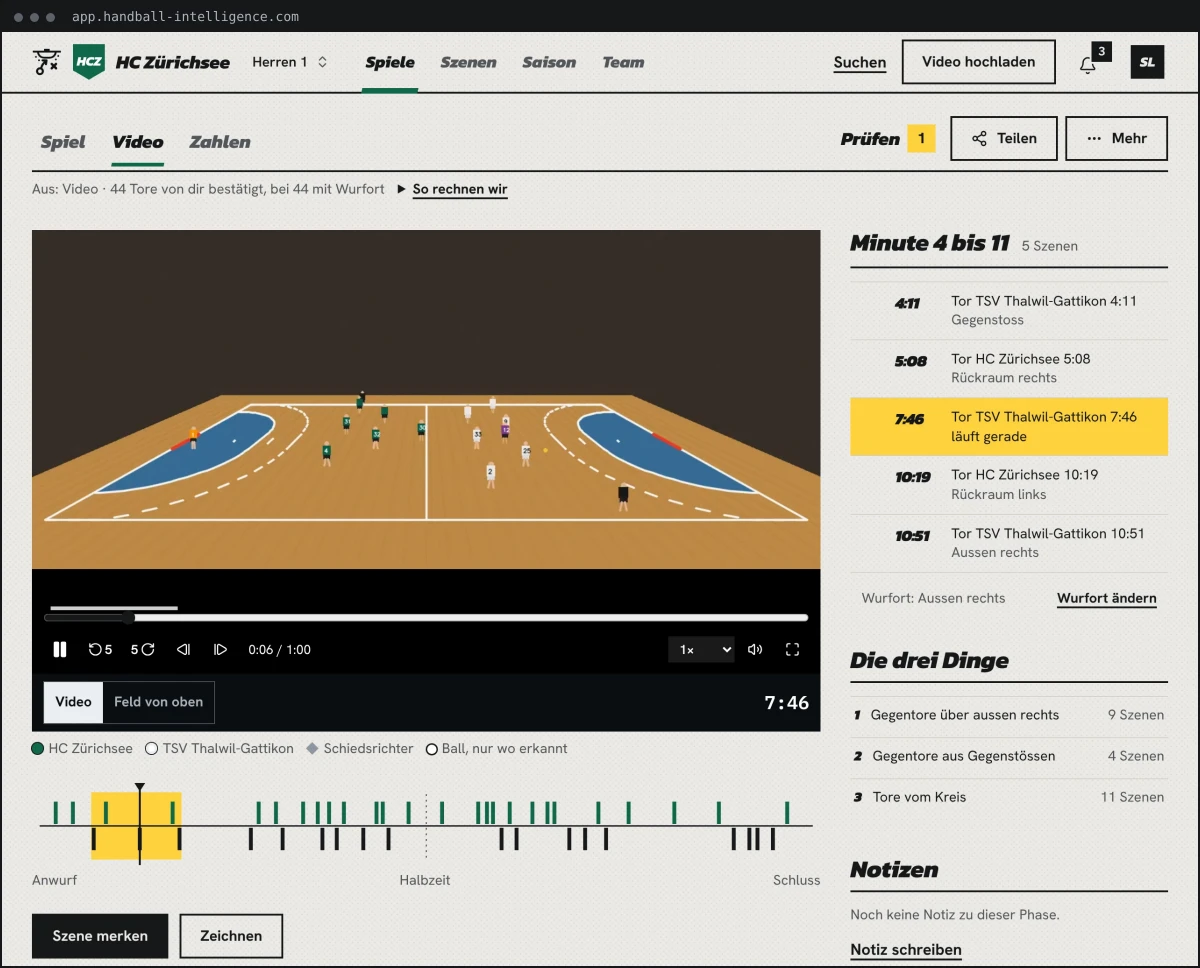 app.handball-intelligence.com
HCZ HC Zürichsee Herren 1 Spiele Szenen Saison Team Suchen Video hochladen 3 SL
Spiel Video Zahlen Prüfen 1 Teilen Mehr
Aus: Video · 44 Tore von dir bestätigt, bei 44 mit Wurfort So rechnen wir
Minute 4 bis 11 5 Szenen
4:11 Tor TSV Thalwil-Gattikon 4:11
Gegenstoss
5:08 Tor HC Zürichsee 5:08
Rückraum rechts
7:46 Tor TSV Thalwil-Gattikon 7:46
läuft gerade
10:19 Tor HC Zürichsee 10:19
Rückraum links
10:51 Tor TSV Thalwil-Gattikon 10:51
Aussen rechts
Wurfort: Aussen rechts Wurfort ändern
4
2
25
33
5 5 0:06 / 1:00 1×
Video Feld von oben 7:46
HC Zürichsee TSV Thalwil-Gattikon Schiedsrichter Ball, nur wo erkannt
Anwurf Halbzeit Schluss
Szene merken Zeichnen
Die drei Dinge
1 Gegentore über aussen rechts 9 Szenen
2 Gegentore aus Gegenstössen 4 Szenen
3 Tore vom Kreis 11 Szenen
Notizen
Noch keine Notiz zu dieser Phase.
Notiz schreiben